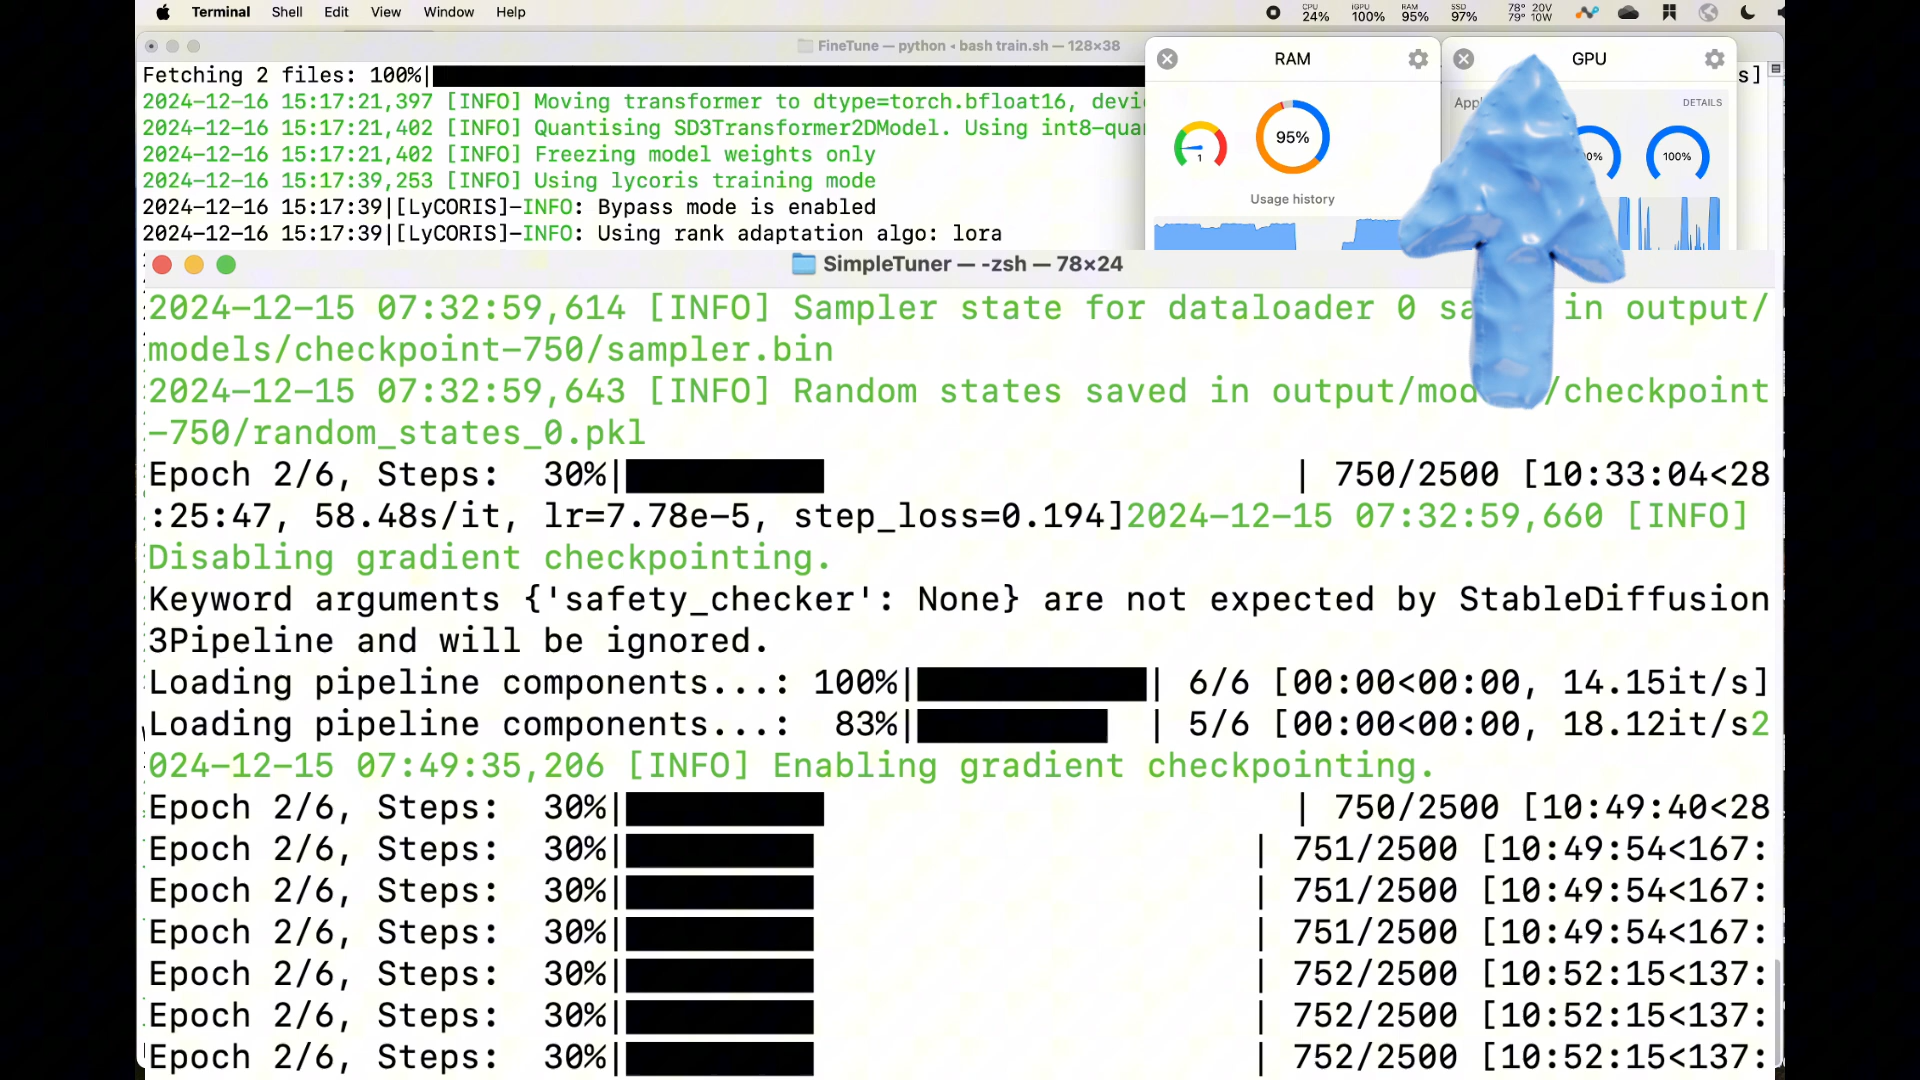 Terminal Shell Edit View Window Help
CPU 24% IGPU 100% RAM 95% SSD 97% 78° 20V 79° 10W
FineTune — python ◂ bash train.sh — 128×38
RAM
GPU
Fetching 2 files: 100%|
s]
2024-12-16 15:17:21,397 [INFO] Moving transformer to dtype=torch.bfloat16, devi
DETAILS
2024-12-16 15:17:21,402 [INFO] Quantising SD3Transformer2DModel. Using int8-qua
95%
1
100%
2024-12-16 15:17:21,402 [INFO] Freezing model weights only
2024-12-16 15:17:39,253 [INFO] Using lycoris training mode
Usage history
2024-12-16 15:17:39|[LyCORIS]-INFO: Bypass mode is enabled
2024-12-16 15:17:39|[LyCORIS]-INFO: Using rank adaptation algo: lora
SimpleTuner — -zsh — 78×24
2024-12-15 07:32:59,614 [INFO] Sampler state for dataloader 0 sa in output/
models/checkpoint-750/sampler.bin
2024-12-15 07:32:59,643 [INFO] Random states saved in output/mod /checkpoint
-750/random_states_0.pkl
Epoch 2/6, Steps:  30%| | 750/2500 [10:33:04<28
:25:47, 58.48s/it, lr=7.78e-5, step_loss=0.194]2024-12-15 07:32:59,660 [INFO]
Disabling gradient checkpointing.
Keyword arguments {'safety_checker': None} are not expected by StableDiffusion
3Pipeline and will be ignored.
Loading pipeline components...: 100%| | 6/6 [00:00<00:00, 14.15it/s]
Loading pipeline components...:  83%| | 5/6 [00:00<00:00, 18.12it/s2
024-12-15 07:49:35,206 [INFO] Enabling gradient checkpointing.
Epoch 2/6, Steps:  30%| | 750/2500 [10:49:40<28
Epoch 2/6, Steps:  30%| | 751/2500 [10:49:54<167:
Epoch 2/6, Steps:  30%| | 751/2500 [10:49:54<167:
Epoch 2/6, Steps:  30%| | 751/2500 [10:49:54<167:
Epoch 2/6, Steps:  30%| | 752/2500 [10:52:15<137:
Epoch 2/6, Steps:  30%| | 752/2500 [10:52:15<137:
Epoch 2/6, Steps:  30%| | 752/2500 [10:52:15<137: